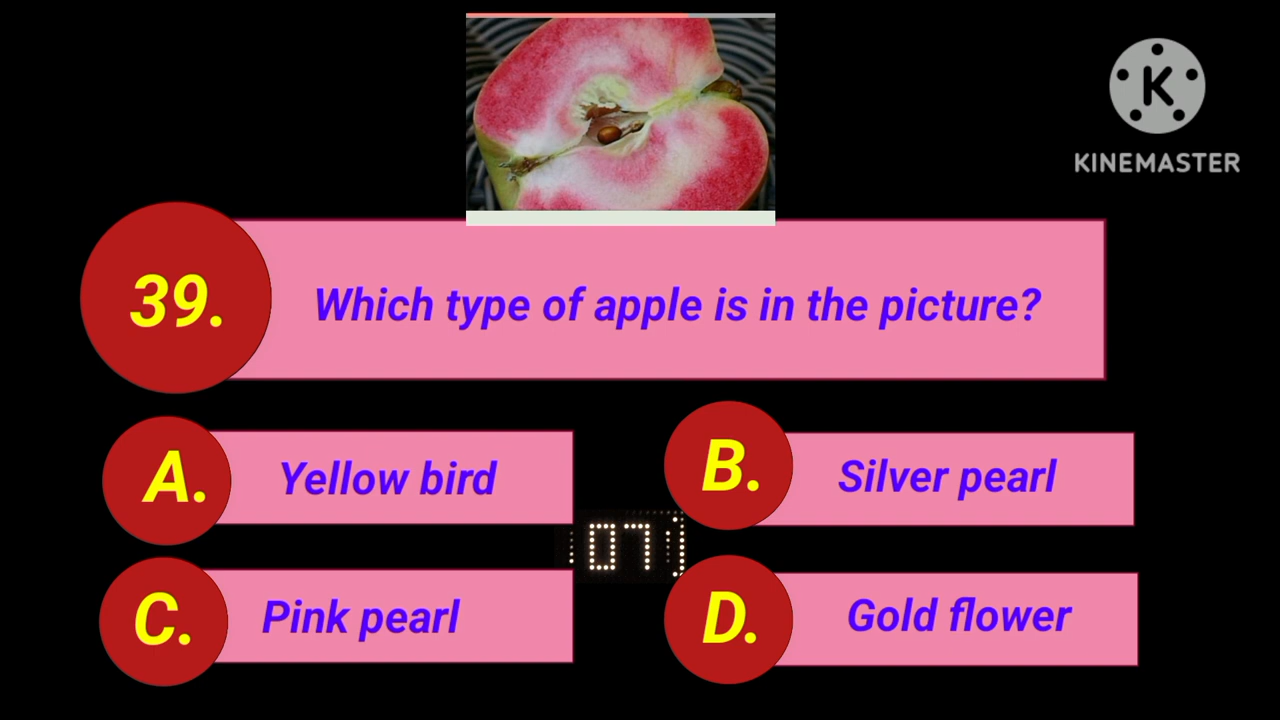 K
KINEMASTER
39.
Which type of apple is in the picture?
A.
Yellow bird
B.
Silver pearl
07
C.
Pink pearl
D.
Gold flower